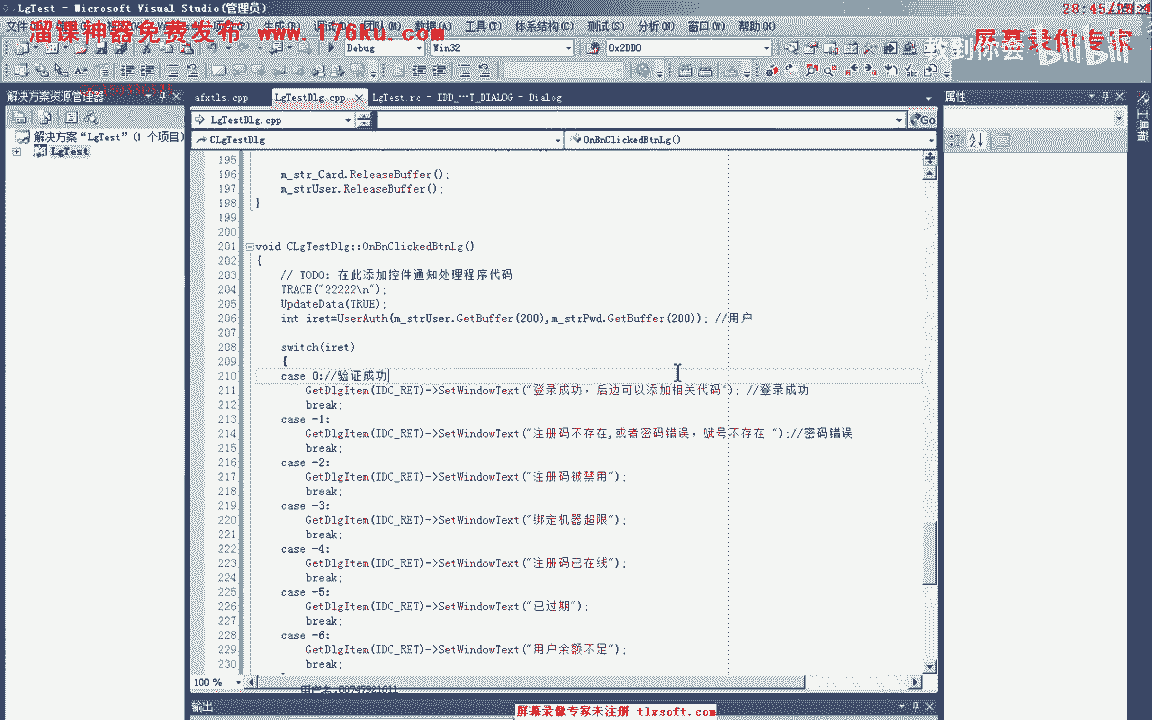 LgTest - Microsoft Visual Studio(管理员)
28:45
溜课神器免费发布 www.176ku.com
屏幕录像专家
工具(T) 体系结构(C) 测试(S) 分析(N) 窗口(W) 帮助(H)
Debug Win32 0x2DD0
解决方案资源管理器
afxtls.cpp LgTestDlg.cpp LgTest.rc - IDD_…T_DIALOG - Dialog
属性
工具箱
LgTestDlg.cpp Go
解决方案“LgTest”(1 个项目)
LgTest
CLgTestDlg OnBnClickedBtnLg()
195
196 m_str_Card.ReleaseBuffer();
197 m_strUser.ReleaseBuffer();
198 }
199
200
201 void CLgTestDlg::OnBnClickedBtnLg()
202 {
203 // TODO: 在此添加控件通知处理程序代码
204 TRACE("22222\n");
205 UpdateData(TRUE);
206 int iret=UserAuth(m_strUser.GetBuffer(200),m_strPwd.GetBuffer(200)); //用户
207
208 switch(iret)
209 {
210 case 0://验证成功
211 GetDlgItem(IDC_RET)->SetWindowText("登录成功，后边可以添加相关代码"); //登录成功
212 break;
213 case -1:
214 GetDlgItem(IDC_RET)->SetWindowText("注册码不存在,或者密码错误，账号不存在 ");//密码错误
215 break;
216 case -2:
217 GetDlgItem(IDC_RET)->SetWindowText("注册码被禁用");
218 break;
219 case -3:
220 GetDlgItem(IDC_RET)->SetWindowText("绑定机器超限");
221 break;
222 case -4:
223 GetDlgItem(IDC_RET)->SetWindowText("注册码已在线");
224 break;
225 case -5:
226 GetDlgItem(IDC_RET)->SetWindowText("已过期");
227 break;
228 case -6:
229 GetDlgItem(IDC_RET)->SetWindowText("用户余额不足");
230 break;
100 %
输出
屏幕录像专家未注册 tlxsoft.com